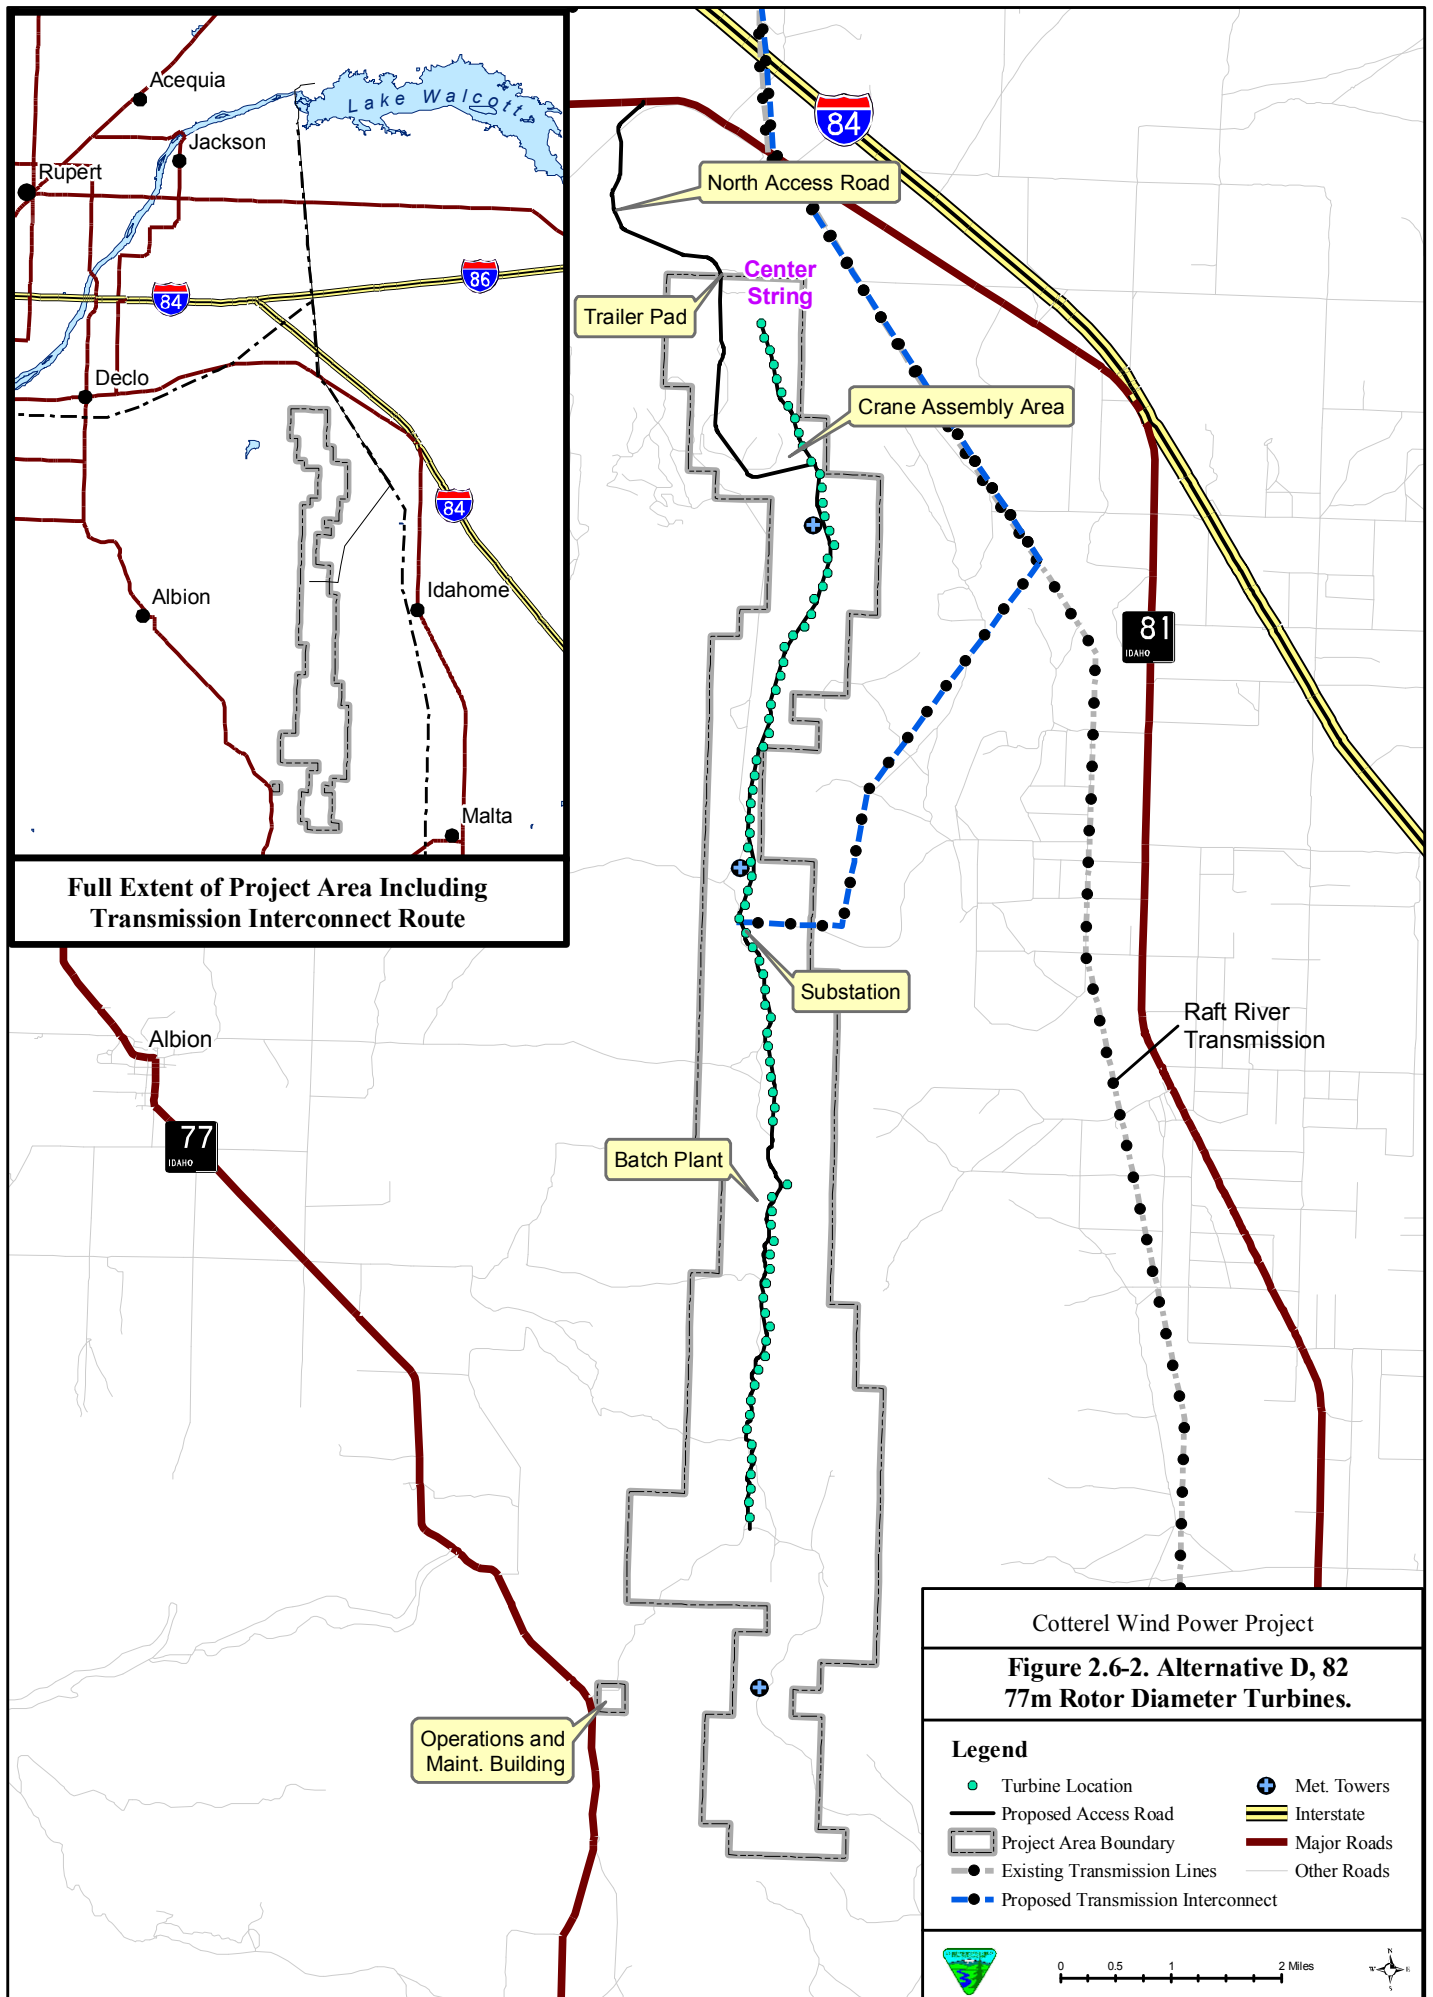 Acequia
Lake Walcott
Jackson
Rupert
86
84
Declo
84
Albion
Idahome
Malta
Full Extent of Project Area Including
Transmission Interconnect Route
84
North Access Road
Center
String
Trailer Pad
Crane Assembly Area
81
IDAHO
Substation
Raft River
Transmission
Albion
77
IDAHO
Batch Plant
Operations and
Maint. Building
Cotterel Wind Power Project
Figure 2.6-2. Alternative D, 82
77m Rotor Diameter Turbines.
Legend
Turbine Location
Proposed Access Road
Project Area Boundary
Existing Transmission Lines
Proposed Transmission Interconnect
Met. Towers
Interstate
Major Roads
Other Roads
0 0.5 1 2 Miles
N
W E
S